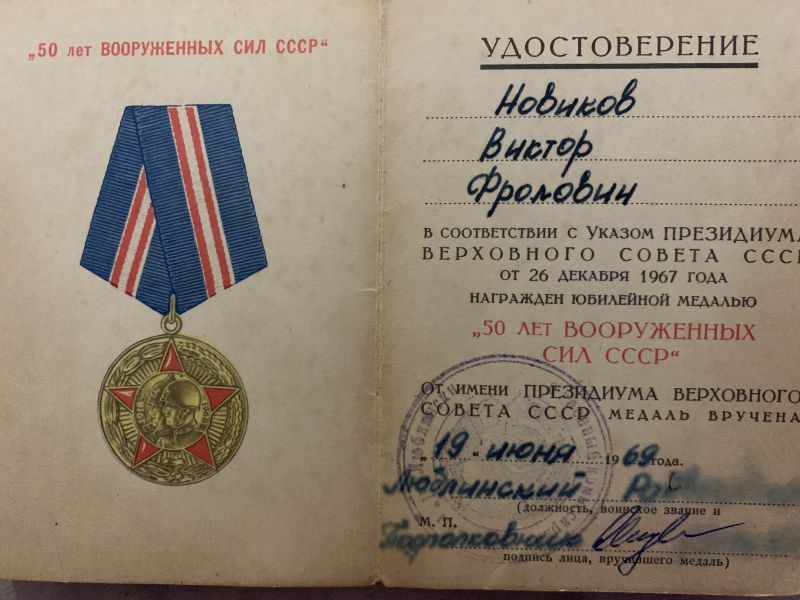 „50 лет ВООРУЖЕННЫХ СИЛ СССР“
УДОСТОВЕРЕНИЕ
Новиков
Виктор
Фролович
В СООТВЕТСТВИИ С УКАЗОМ ПРЕЗИДИУМА
ВЕРХОВНОГО СОВЕТА СССР
ОТ 26 ДЕКАБРЯ 1967 ГОДА
НАГРАЖДЕН ЮБИЛЕЙНОЙ МЕДАЛЬЮ
„50 ЛЕТ ВООРУЖЕННЫХ
СИЛ СССР“
ОТ ИМЕНИ ПРЕЗИДИУМА ВЕРХОВНОГО
СОВЕТА СССР МЕДАЛЬ ВРУЧЕНА
„19“ июня 1969 года.
Люблинский
(должность, воинское звание и
М. П.
Подполковник
подпись лица, вручившего медаль)